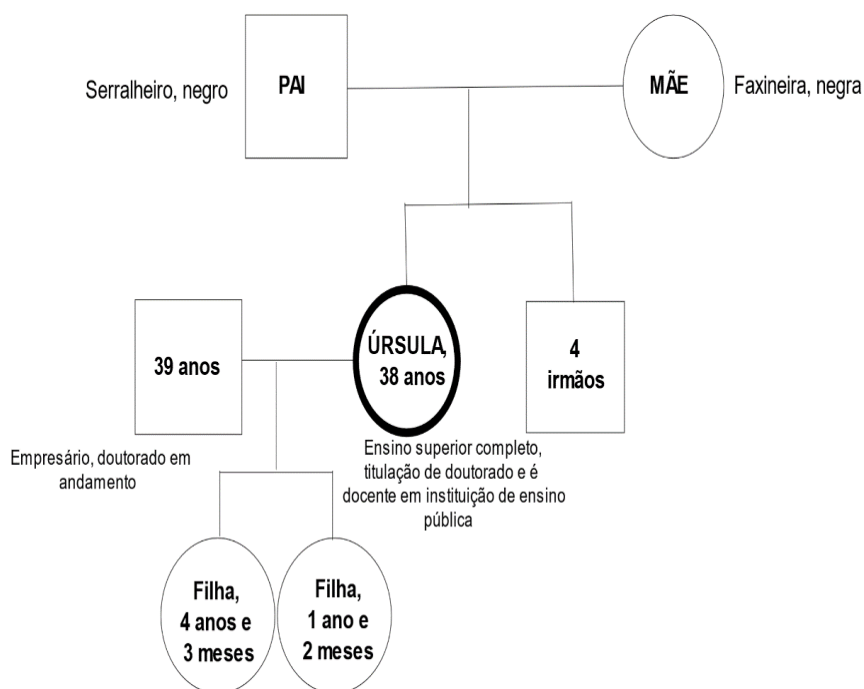 Serralheiro, negro
PAI
MÃE
Faxineira, negra
39 anos
ÚRSULA,
38 anos
4
irmãos
Empresário, doutorado em
andamento
Ensino superior completo,
titulação de doutorado e é
docente em instituição de ensino
pública
Filha,
4 anos e
3 meses
Filha,
1 ano e
2 meses